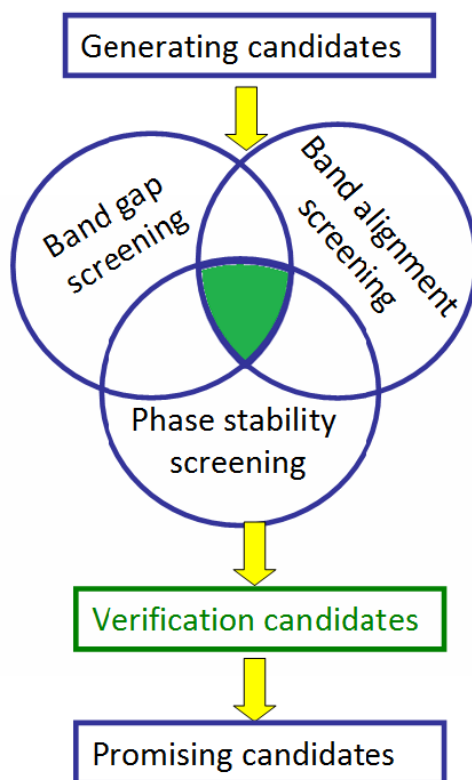 Generating candidates
Band gap
screening
Band alignment
screening
Phase stability
screening
Verification candidates
Promising candidates